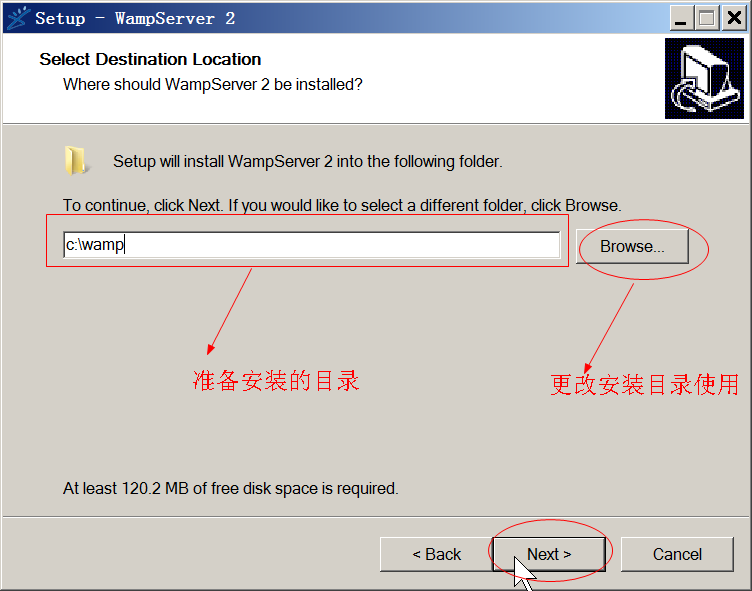 Setup - WampServer 2
Select Destination Location
Where should WampServer 2 be installed?
Setup will install WampServer 2 into the following folder.
To continue, click Next. If you would like to select a different folder, click Browse.
c:\wamp
Browse...
准备安装的目录
更改安装目录使用
At least 120.2 MB of free disk space is required.
< Back
Next >
Cancel